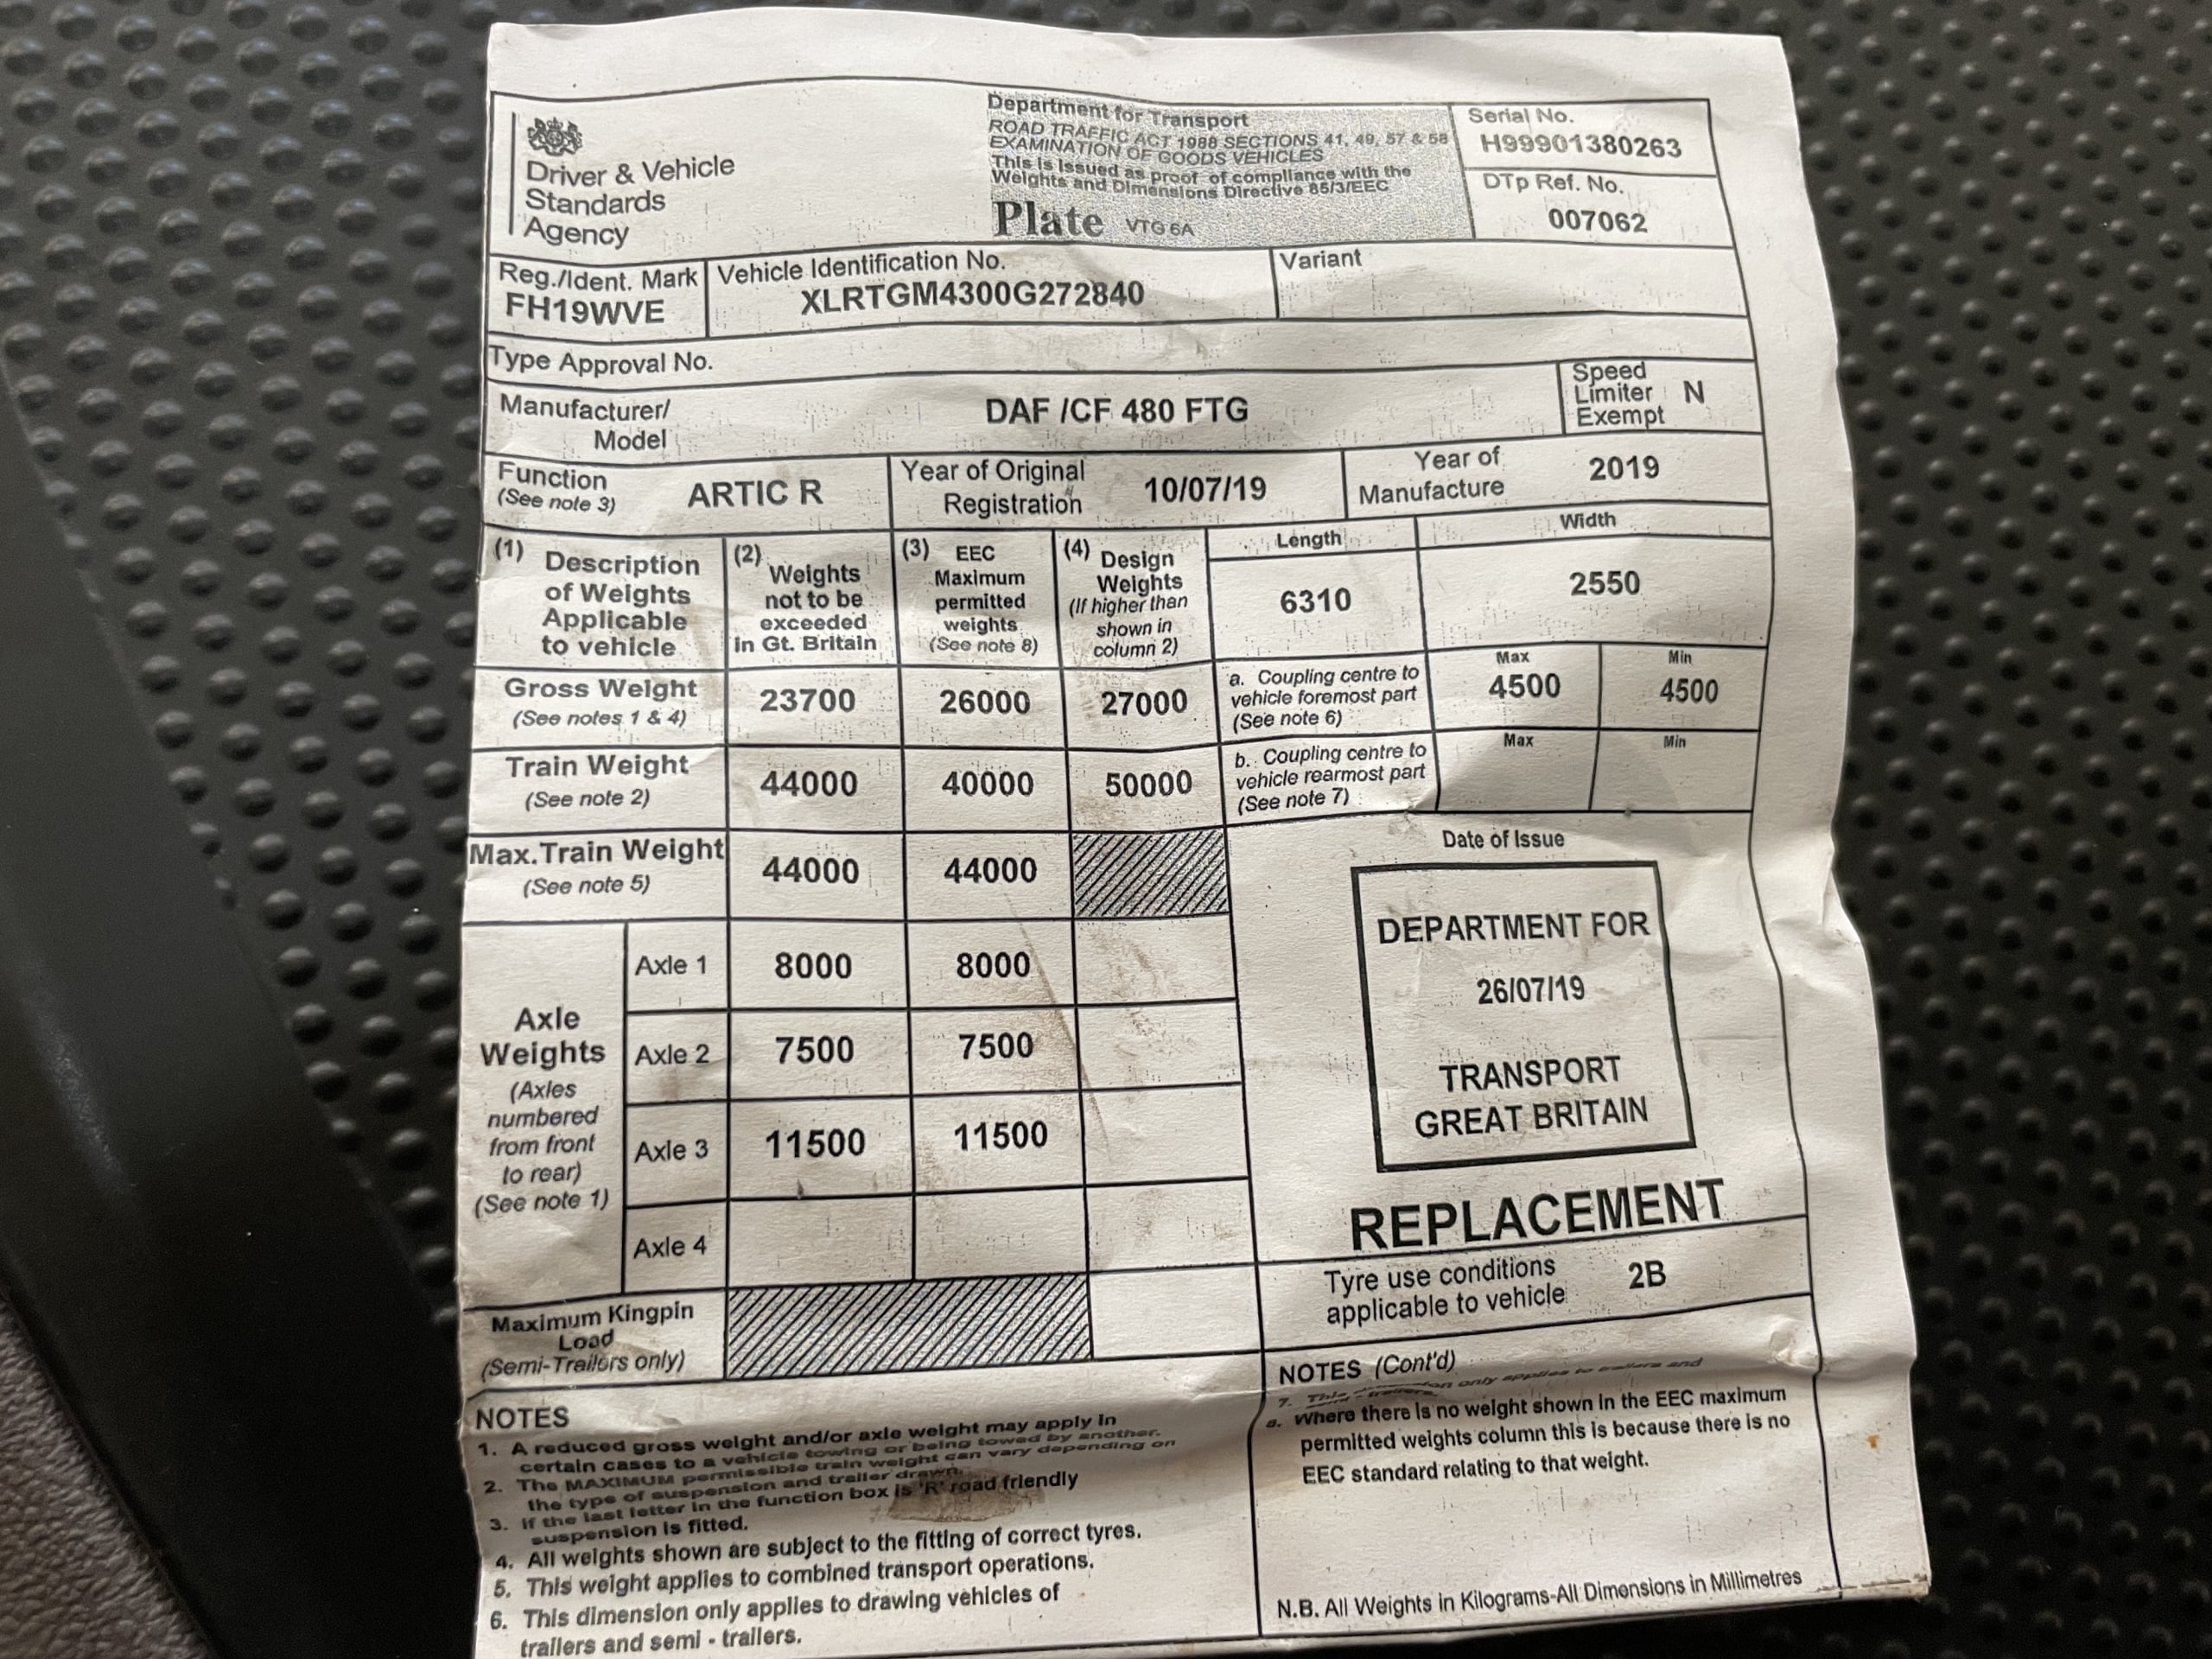 Driver & Vehicle
Standards
Agency
Department for Transport
ROAD TRAFFIC ACT 1988 SECTIONS 41, 49, 57 & 58
EXAMINATION OF GOODS VEHICLES
This is issued as proof of compliance with the
Weights and Dimensions Directive 85/3/EEC
Plate VTG 6A
Serial No.
H99901380263
DTp Ref. No.
007062
Reg./Ident. Mark
FH19WVE
Vehicle Identification No.
XLRTGM4300G272840
Variant
Type Approval No.
Manufacturer/
Model
DAF /CF 480 FTG
Speed
Limiter N
Exempt
Function
(See note 3)
ARTIC R
Year of Original
Registration
10/07/19
Year of
Manufacture
2019
(1) Description
of Weights
Applicable
to vehicle
(2) Weights
not to be
exceeded
in Gt. Britain
(3) EEC
Maximum
permitted
weights
(See note 8)
(4) Design
Weights
(If higher than
shown in
column 2)
Length
6310
Width
2550
Gross Weight
(See notes 1 & 4)
23700
26000
27000
a. Coupling centre to
vehicle foremost part
(See note 6)
Max
4500
Min
4500
Train Weight
(See note 2)
44000
40000
50000
b. Coupling centre to
vehicle rearmost part
(See note 7)
Max
Min
Max.Train Weight
(See note 5)
44000
44000
Axle
Weights
(Axles
numbered
from front
to rear)
(See note 1)
Axle 1
8000
8000
Axle 2
7500
7500
Axle 3
11500
11500
Axle 4
Maximum Kingpin
Load
(Semi-Trailers only)
Date of Issue
DEPARTMENT FOR
26/07/19
TRANSPORT
GREAT BRITAIN
REPLACEMENT
Tyre use conditions
applicable to vehicle
2B
NOTES
1. A reduced gross weight and/or axle weight may apply in
certain cases to a vehicle towing or being towed by another.
2. The MAXIMUM permissible train weight can vary depending on
the type of suspension and trailer drawn.
3. If the last letter in the function box is 'R' road friendly
suspension is fitted.
4. All weights shown are subject to the fitting of correct tyres.
5. This weight applies to combined transport operations.
6. This dimension only applies to drawing vehicles of
trailers and semi - trailers.
NOTES (Cont'd)
7. This dimension only applies to trailers and
semi - trailers.
8. Where there is no weight shown in the EEC maximum
permitted weights column this is because there is no
EEC standard relating to that weight.
N.B. All Weights in Kilograms-All Dimensions in Millimetres